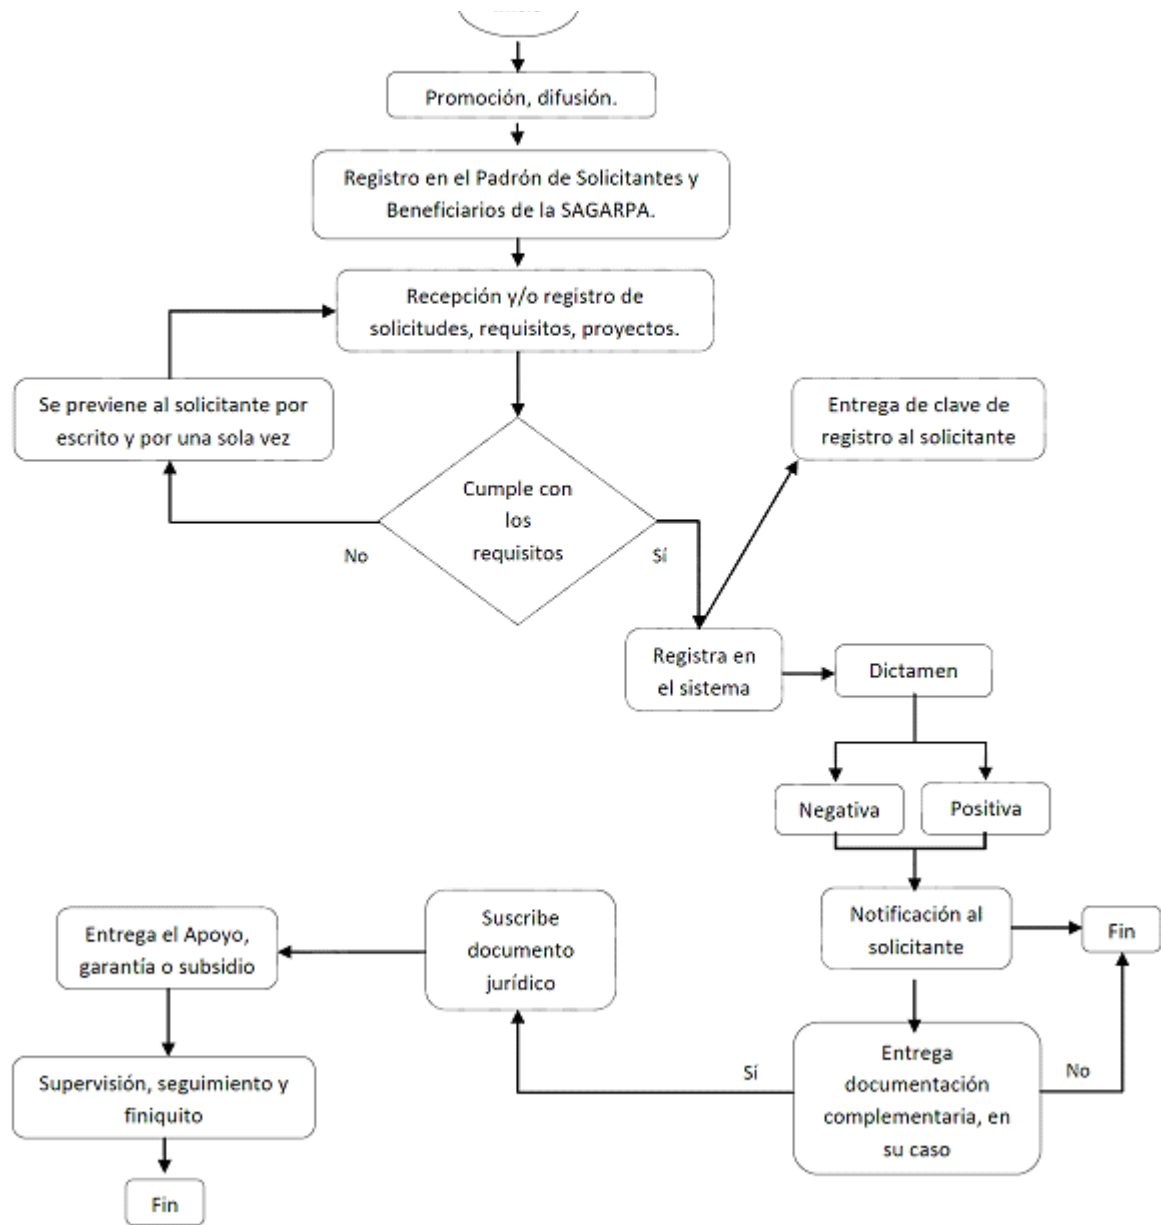 Promoción, difusión.
Registro en el Padrón de Solicitantes y
Beneficiarios de la SAGARPA.
Recepción y/o registro de
solicitudes, requisitos, proyectos.
Se previene al solicitante por
escrito y por una sola vez
Entrega de clave de
registro al solicitante
Cumple con
los
requisitos
No
Sí
Registra en
el sistema
Dictamen
Negativa
Positiva
Notificación al
solicitante
Fin
Suscribe
documento
jurídico
Entrega el Apoyo,
garantía o subsidio
Entrega
documentación
complementaria, en
su caso
Sí
No
Supervisión, seguimiento y
finiquito
Fin